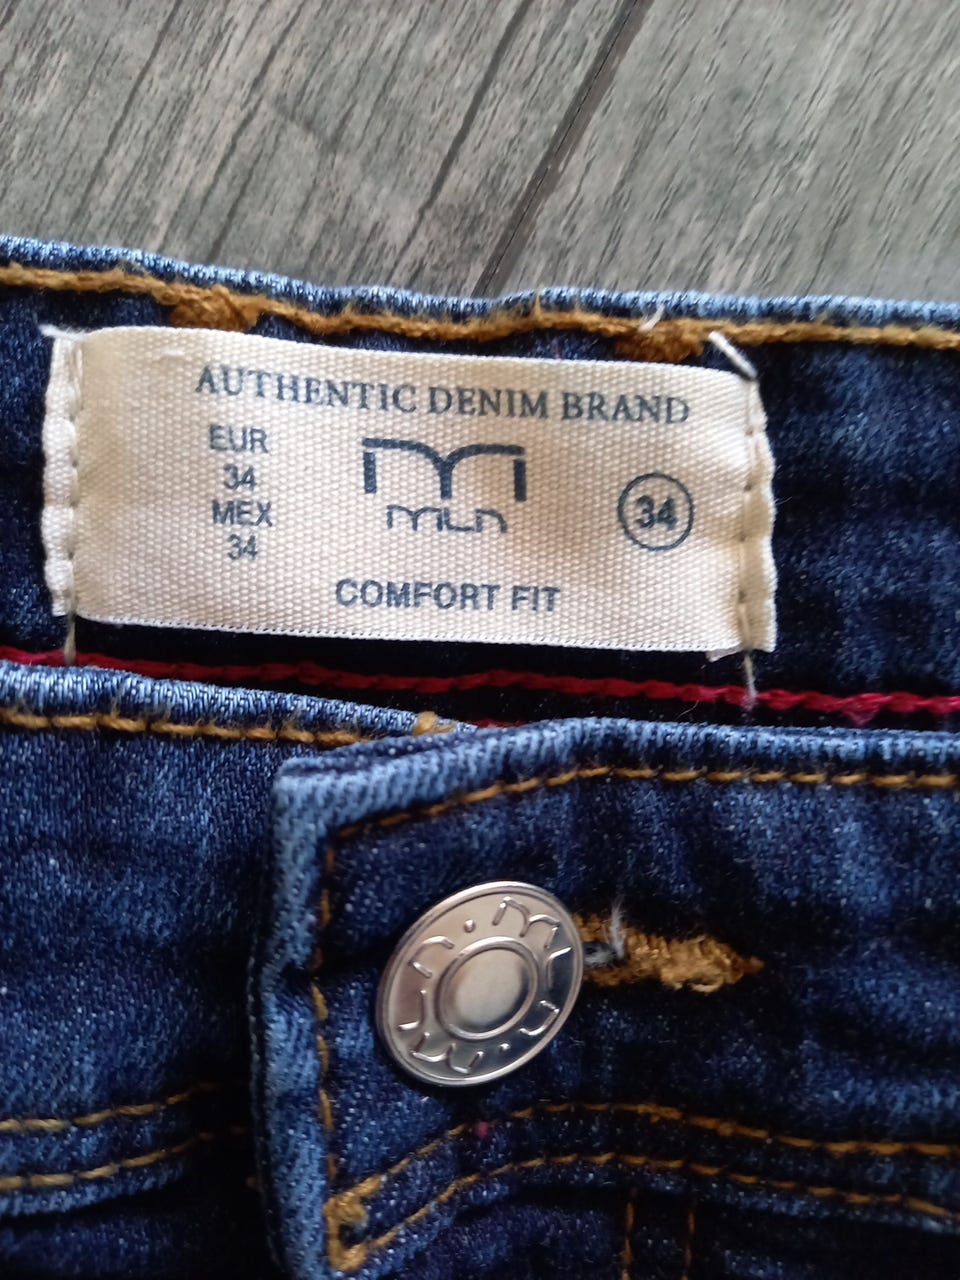 AUTHENTIC DENIM BRAND
EUR
34
MEX
34
mln
34
COMFORT FIT